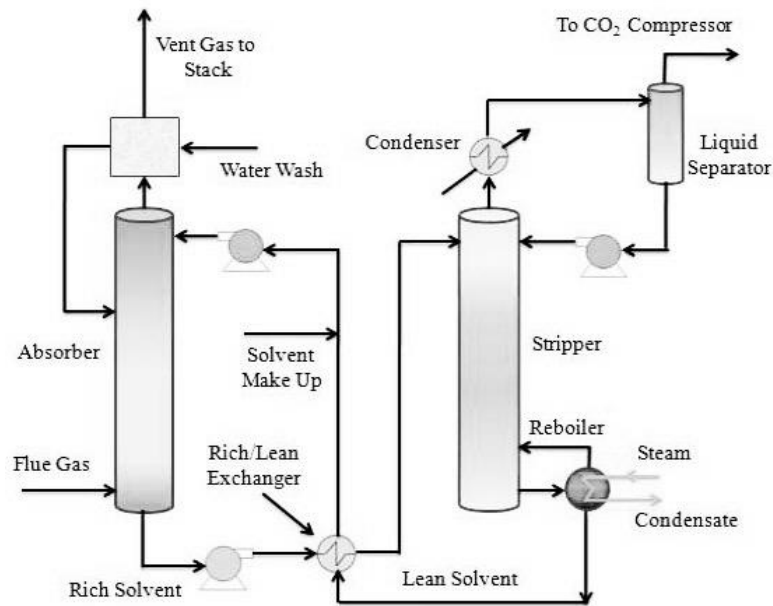 To CO₂ Compressor
Vent Gas to
Stack
Condenser
Liquid
Separator
Water Wash
Absorber
Solvent
Make Up
Stripper
Reboiler
Flue Gas
Rich/Lean
Exchanger
Steam
Condensate
Rich Solvent
Lean Solvent